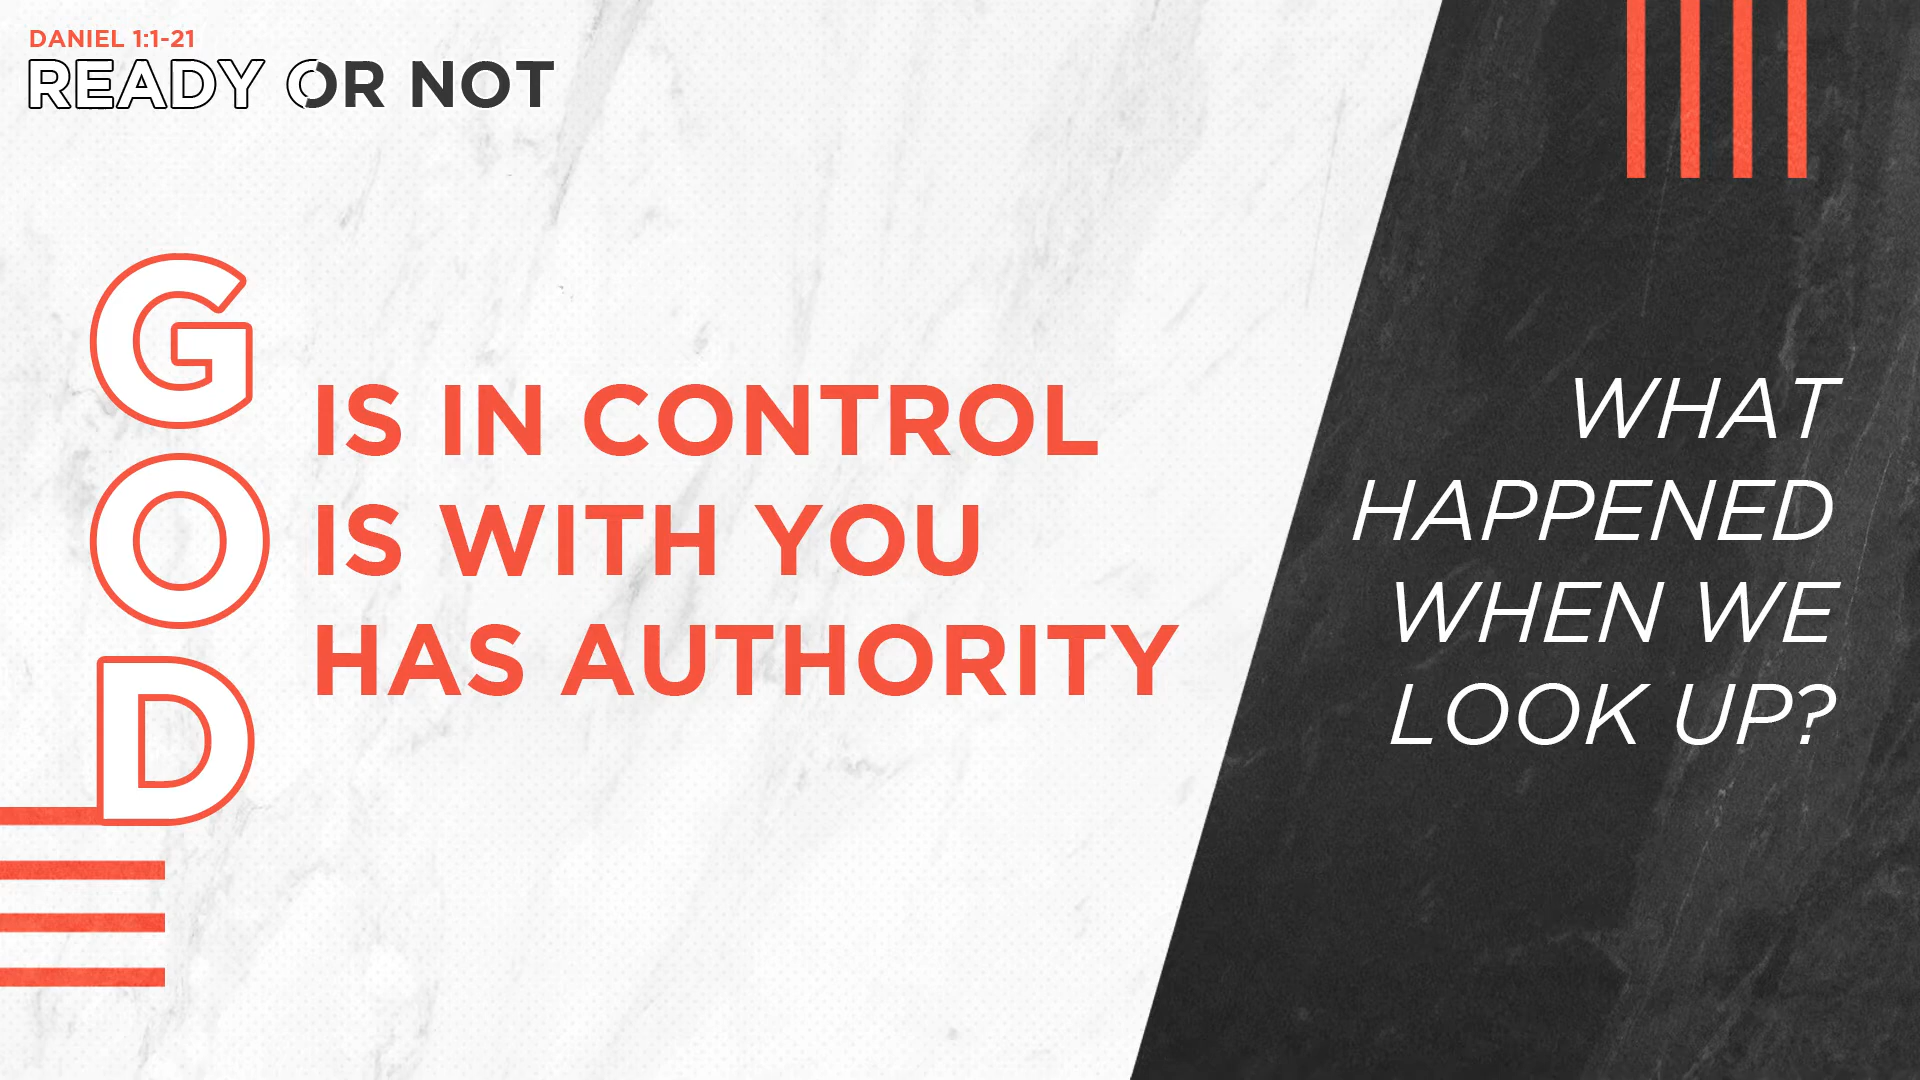 DANIEL 1:1-21
READY OR NOT
GOD
IS IN CONTROL
IS WITH YOU
HAS AUTHORITY
WHAT
HAPPENED
WHEN WE
LOOK UP?